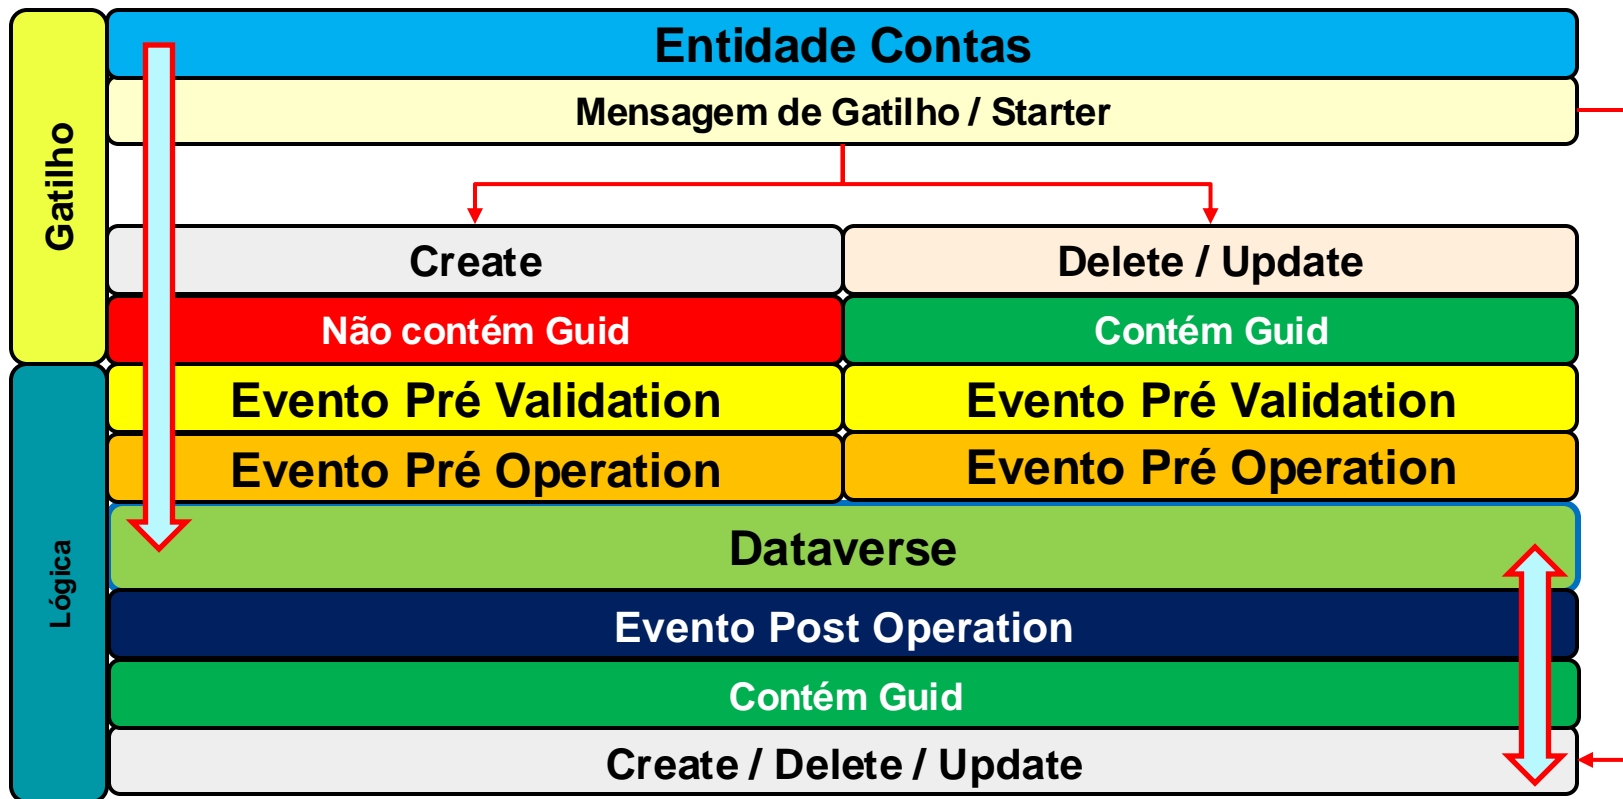 Entidade Contas
Mensagem de Gatilho / Starter
Gatilho
Create
Delete / Update
Não contém Guid
Contém Guid
Evento Pré Validation
Evento Pré Validation
Evento Pré Operation
Evento Pré Operation
Lógica
Dataverse
Evento Post Operation
Contém Guid
Create / Delete / Update